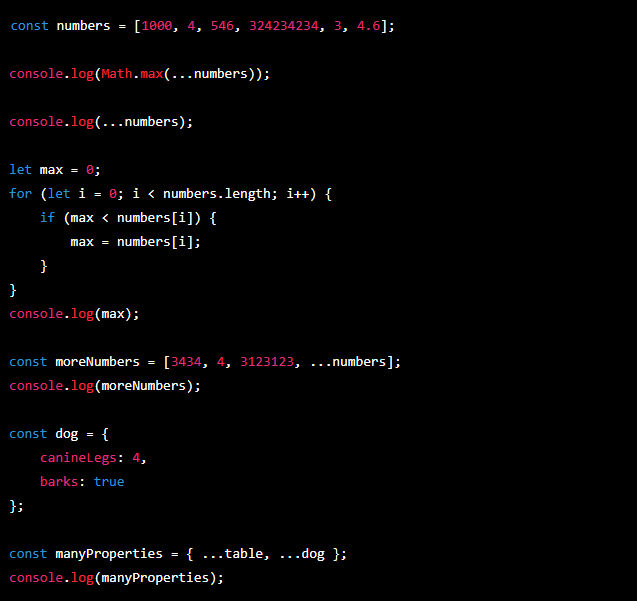 const numbers = [1000, 4, 546, 324234234, 3, 4.6];
console.log(Math.max(...numbers));
console.log(...numbers);
let max = 0;
for (let i = 0; i < numbers.length; i++) {
    if (max < numbers[i]) {
        max = numbers[i];
    }
}
console.log(max);
const moreNumbers = [3434, 4, 3123123, ...numbers];
console.log(moreNumbers);
const dog = {
    canineLegs: 4,
    barks: true
};
const manyProperties = { ...table, ...dog };
console.log(manyProperties);